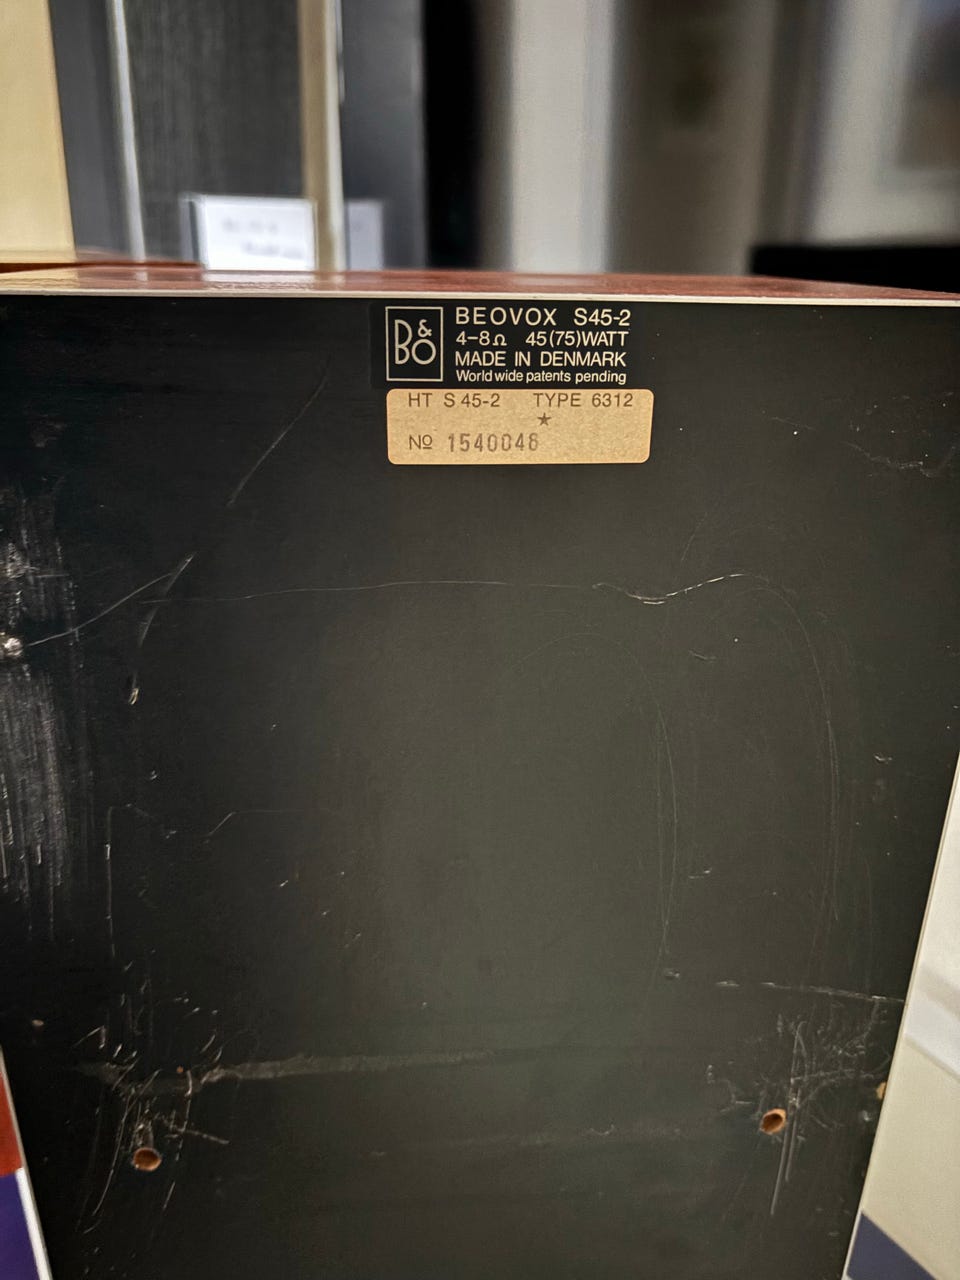 B&O
BEOVOX S45-2
4-8Ω 45(75)WATT
MADE IN DENMARK
World wide patents pending
HT S 45-2 TYPE 6312
★
№ 1540048